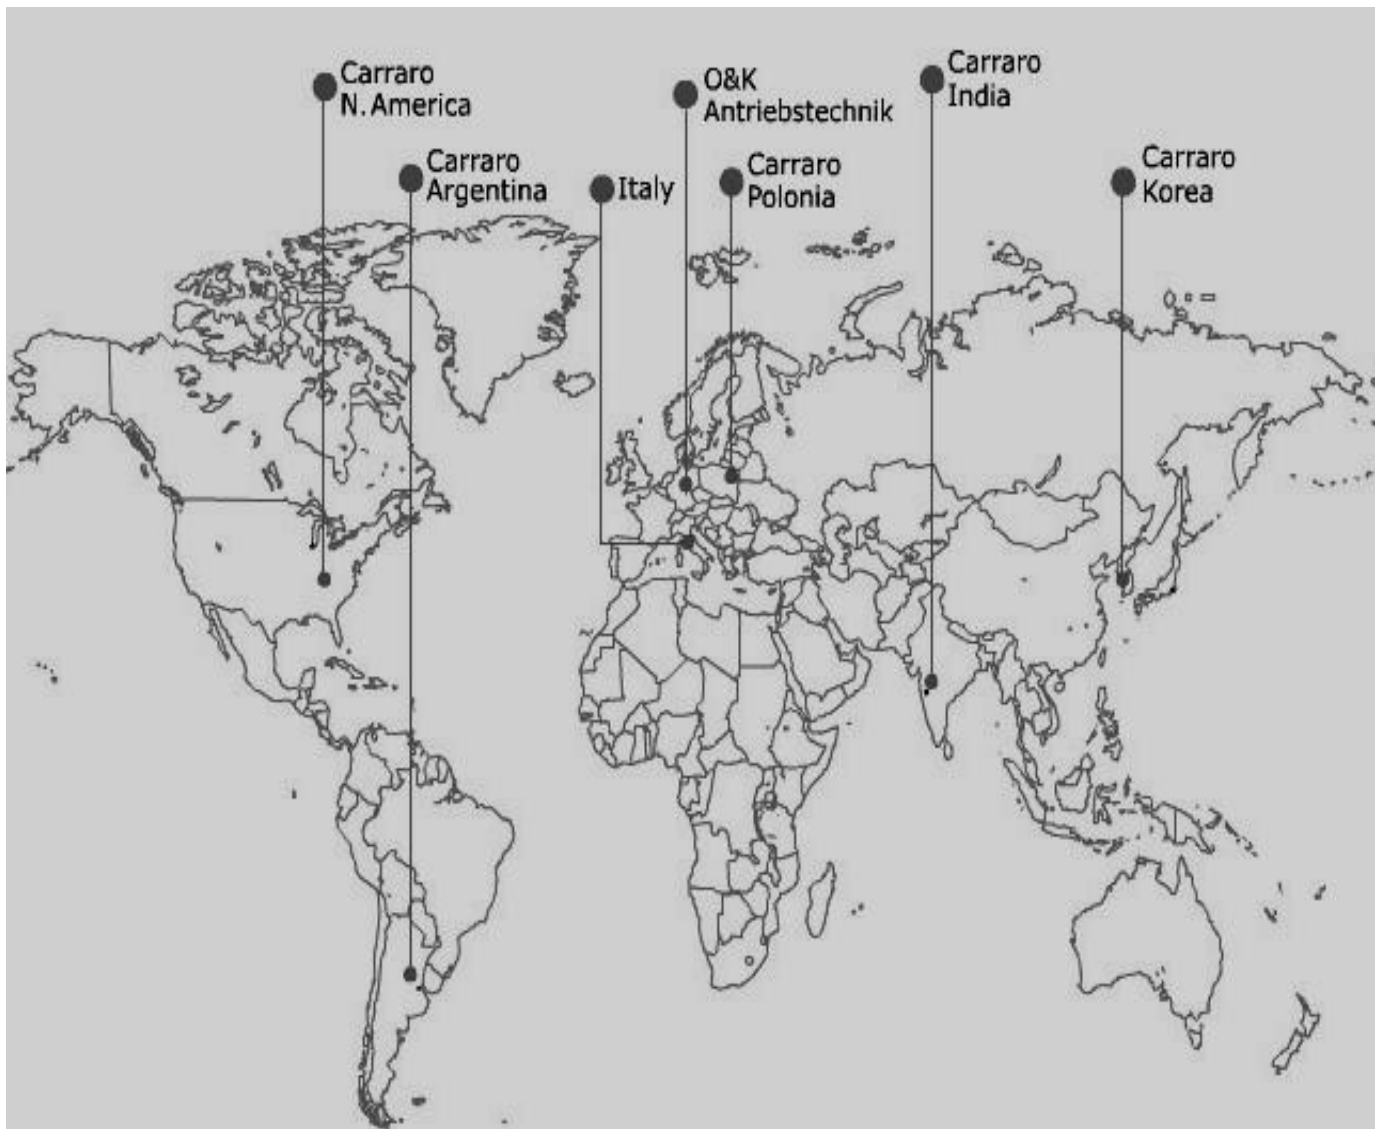 Carraro
N. America
O&K
Antriebstechnik
Carraro
India
Carraro
Argentina
Italy
Carraro
Polonia
Carraro
Korea